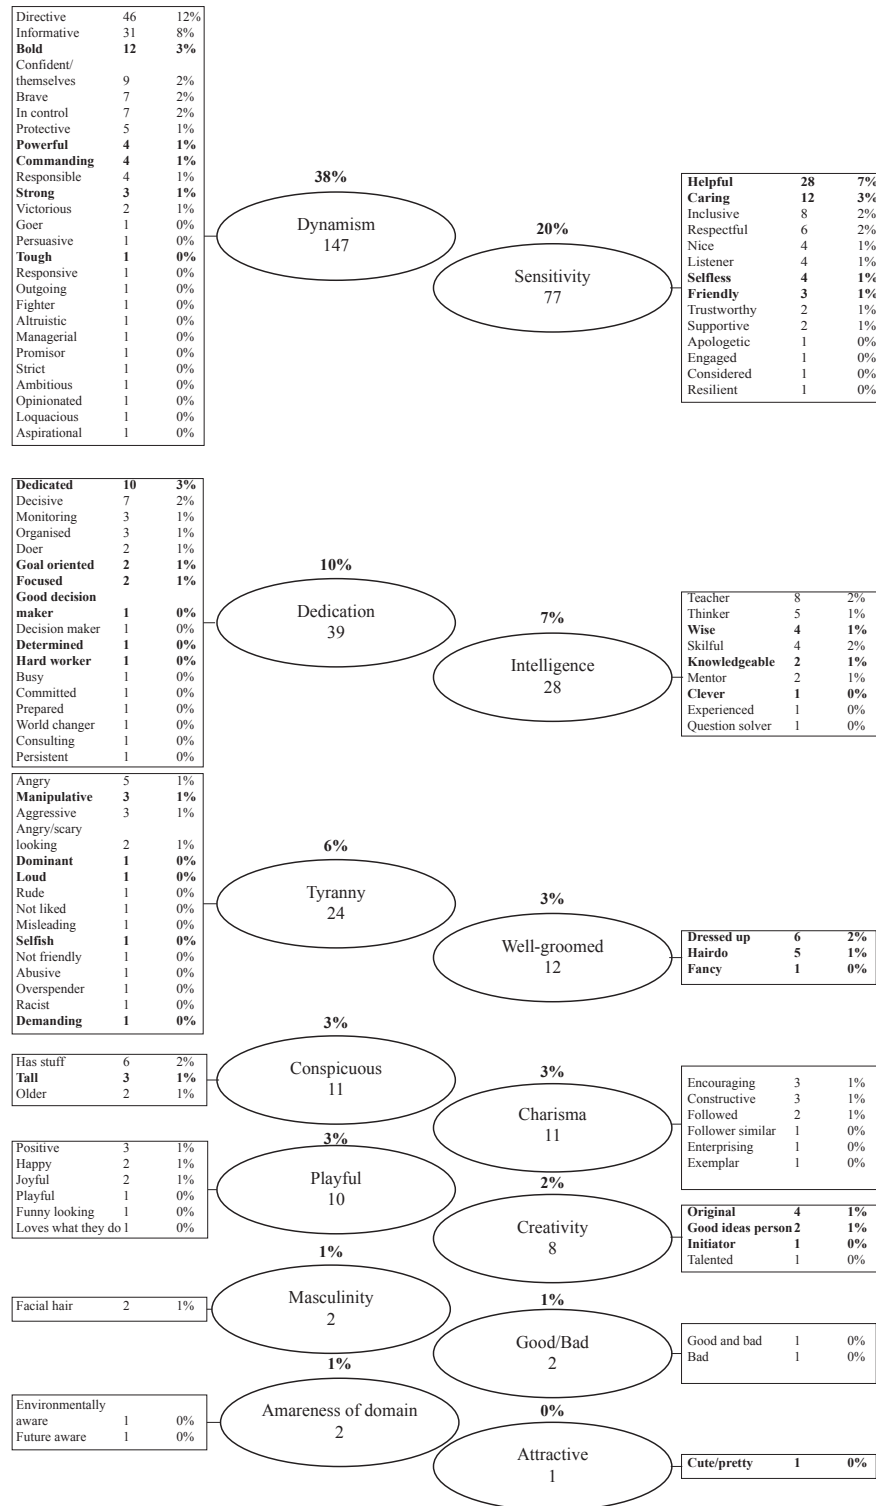 Directive 46 12%
Informative 31 8%
Bold 12 3%
Confident/
themselves 9 2%
Brave 7 2%
In control 7 2%
Protective 5 1%
Powerful 4 1%
Commanding 4 1%
Responsible 4 1%
Strong 3 1%
Victorious 2 1%
Goer 1 0%
Persuasive 1 0%
Tough 1 0%
Responsive 1 0%
Outgoing 1 0%
Fighter 1 0%
Altruistic 1 0%
Managerial 1 0%
Promisor 1 0%
Strict 1 0%
Ambitious 1 0%
Opinionated 1 0%
Loquacious 1 0%
Aspirational 1 0%
38%
Dynamism
147
20%
Sensitivity
77
Helpful 28 7%
Caring 12 3%
Inclusive 8 2%
Respectful 6 2%
Nice 4 1%
Listener 4 1%
Selfless 4 1%
Friendly 3 1%
Trustworthy 2 1%
Supportive 2 1%
Apologetic 1 0%
Engaged 1 0%
Considered 1 0%
Resilient 1 0%
Dedicated 10 3%
Decisive 7 2%
Monitoring 3 1%
Organised 3 1%
Doer 2 1%
Goal oriented 2 1%
Focused 2 1%
Good decision
maker 1 0%
Decision maker 1 0%
Determined 1 0%
Hard worker 1 0%
Busy 1 0%
Committed 1 0%
Prepared 1 0%
World changer 1 0%
Consulting 1 0%
Persistent 1 0%
10%
Dedication
39
7%
Intelligence
28
Teacher 8 2%
Thinker 5 1%
Wise 4 1%
Skilful 4 2%
Knowledgeable 2 1%
Mentor 2 1%
Clever 1 0%
Experienced 1 0%
Question solver 1 0%
Angry 5 1%
Manipulative 3 1%
Aggressive 3 1%
Angry/scary
looking 2 1%
Dominant 1 0%
Loud 1 0%
Rude 1 0%
Not liked 1 0%
Misleading 1 0%
Selfish 1 0%
Not friendly 1 0%
Abusive 1 0%
Overspender 1 0%
Racist 1 0%
Demanding 1 0%
6%
Tyranny
24
3%
Well-groomed
12
Dressed up 6 2%
Hairdo 5 1%
Fancy 1 0%
Has stuff 6 2%
Tall 3 1%
Older 2 1%
3%
Conspicuous
11
3%
Charisma
11
Encouraging 3 1%
Constructive 3 1%
Followed 2 1%
Follower similar 1 0%
Enterprising 1 0%
Exemplar 1 0%
Positive 3 1%
Happy 2 1%
Joyful 2 1%
Playful 1 0%
Funny looking 1 0%
Loves what they do 1 0%
3%
Playful
10
2%
Creativity
8
Original 4 1%
Good ideas person 2 1%
Initiator 1 0%
Talented 1 0%
Facial hair 2 1%
1%
Masculinity
2
1%
Good/Bad
2
Good and bad 1 0%
Bad 1 0%
Environmentally
aware 1 0%
Future aware 1 0%
1%
Amareness of domain
2
0%
Attractive
1
Cute/pretty 1 0%